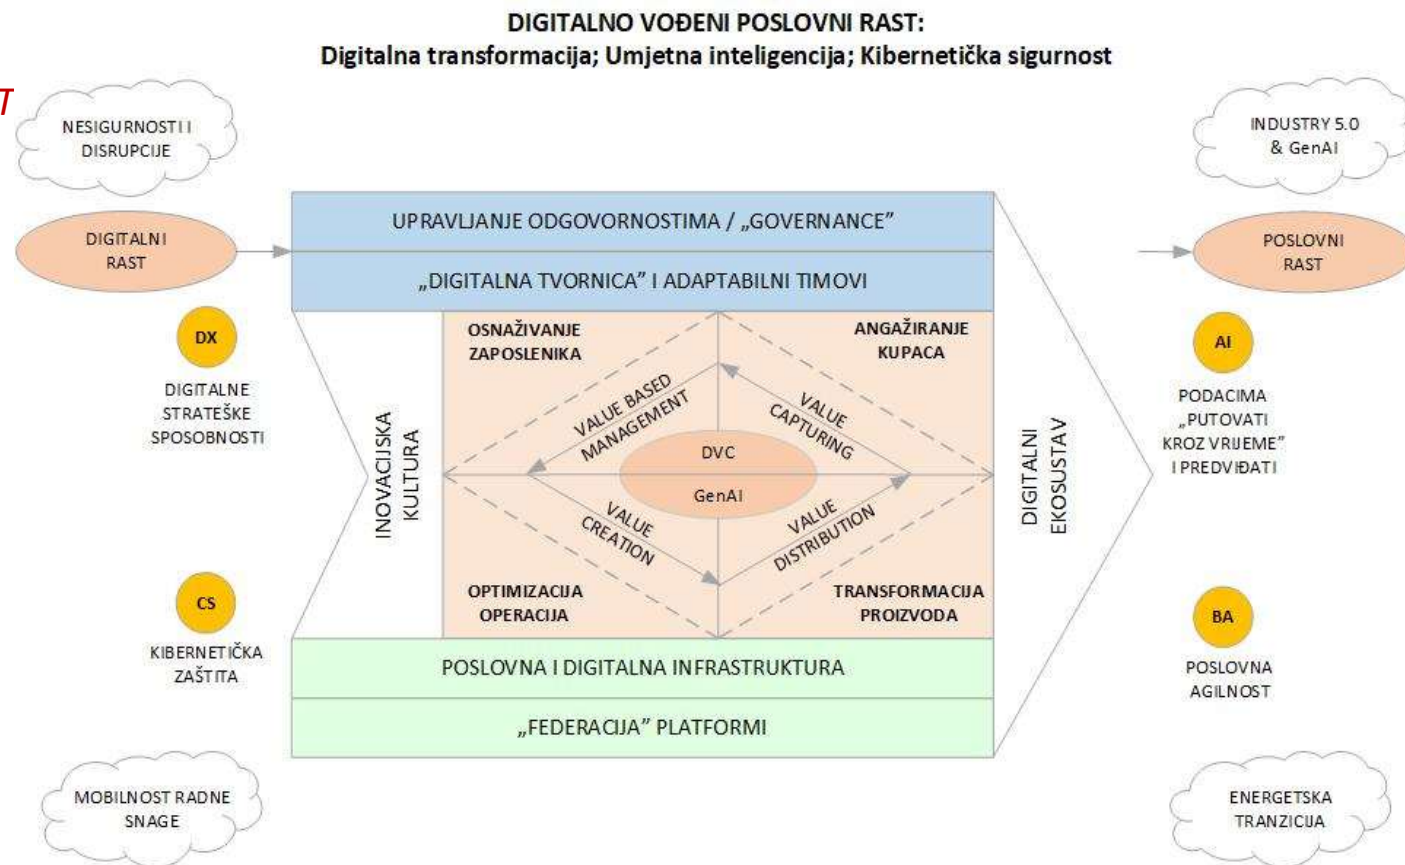 DIGITALNO VOĐENI POSLOVNI RAST:
Digitalna transformacija; Umjetna inteligencija; Kibernetička sigurnost
T
NESIGURNOSTI I
DISRUPCIJE
INDUSTRY 5.0
& GenAI
DIGITALNI
RAST
UPRAVLJANJE ODGOVORNOSTIMA / „GOVERNANCE”
„DIGITALNA TVORNICA” I ADAPTABILNI TIMOVI
POSLOVNI
RAST
DX
DIGITALNE
STRATEŠKE
SPOSOBNOSTI
CS
KIBERNETIČKA
ZAŠTITA
INOVACIJSKA
KULTURA
OSNAŽIVANJE
ZAPOSLENIKA
ANGAŽIRANJE
KUPACA
VALUE BASED
MANAGEMENT
VALUE
CAPTURING
DVC
GenAI
VALUE
CREATION
VALUE
DISTRIBUTION
OPTIMIZACIJA
OPERACIJA
TRANSFORMACIJA
PROIZVODA
DIGITALNI
EKOSUSTAV
AI
PODACIMA
„PUTOVATI
KROZ VRIJEME”
I PREDVIĐATI
BA
POSLOVNA
AGILNOST
POSLOVNA I DIGITALNA INFRASTRUKTURA
„FEDERACIJA” PLATFORMI
MOBILNOST RADNE
SNAGE
ENERGETSKA
TRANZICIJA